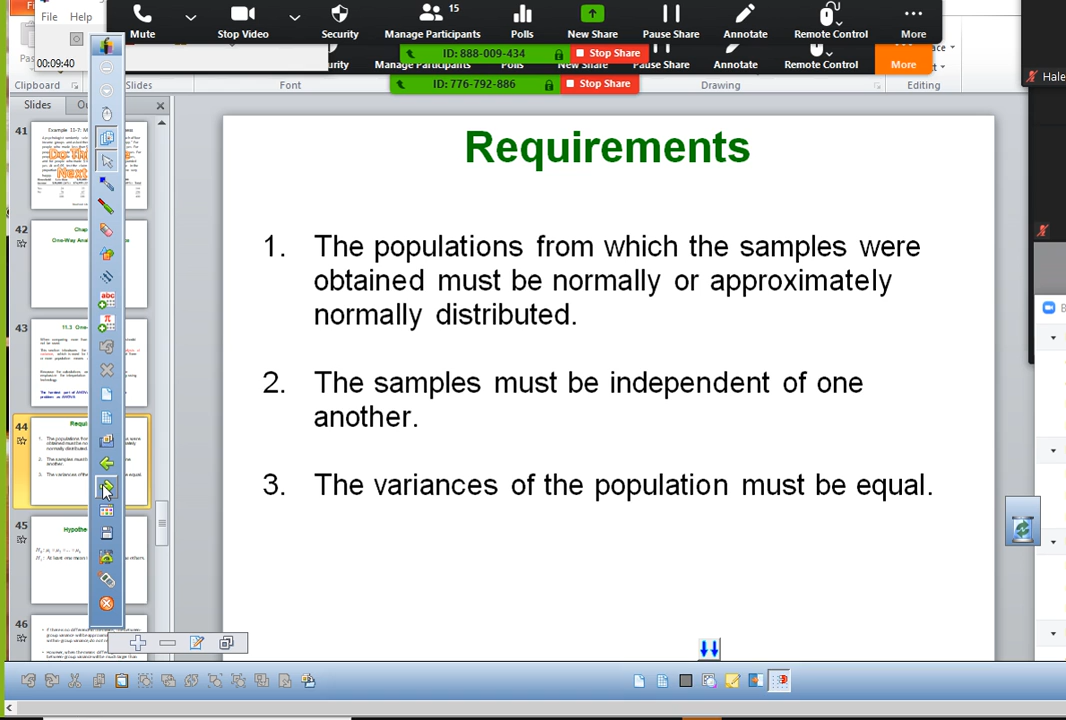 File Help
00:09:40
Clipboard
Slides
Mute
Stop Video
Security
15
Manage Participants
Polls
New Share
Pause Share
Annotate
Remote Control
More
ID: 888-009-434
Stop Share
Manage Participants
Pause Share
Annotate
Remote Control
More
ID: 776-792-886
Stop Share
Font
Drawing
Editing
Hale
Slides
41
42
43
44
45
46
abc
π
Requirements
1. The populations from which the samples were
obtained must be normally or approximately
normally distributed.
2. The samples must be independent of one
another.
3. The variances of the population must be equal.